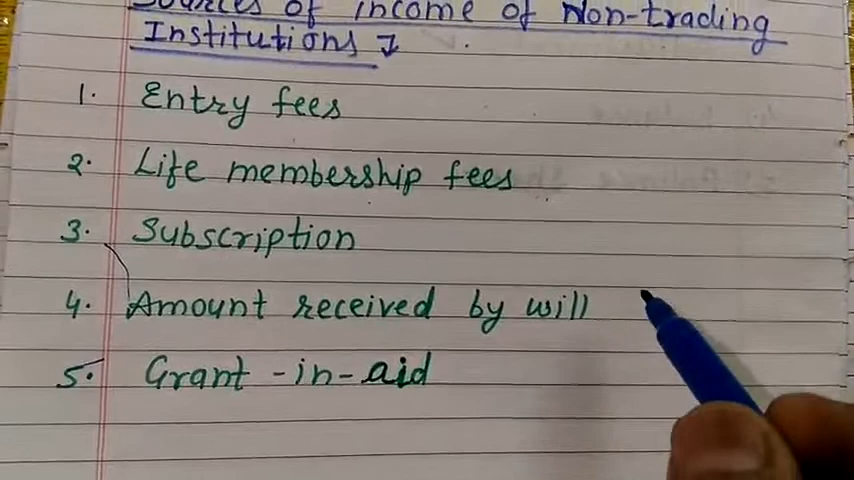 Sources of income of Non-trading
Institutions :
1. Entry fees
2. Life membership fees
3. Subscription
4. Amount received by will
5. Grant-in-aid